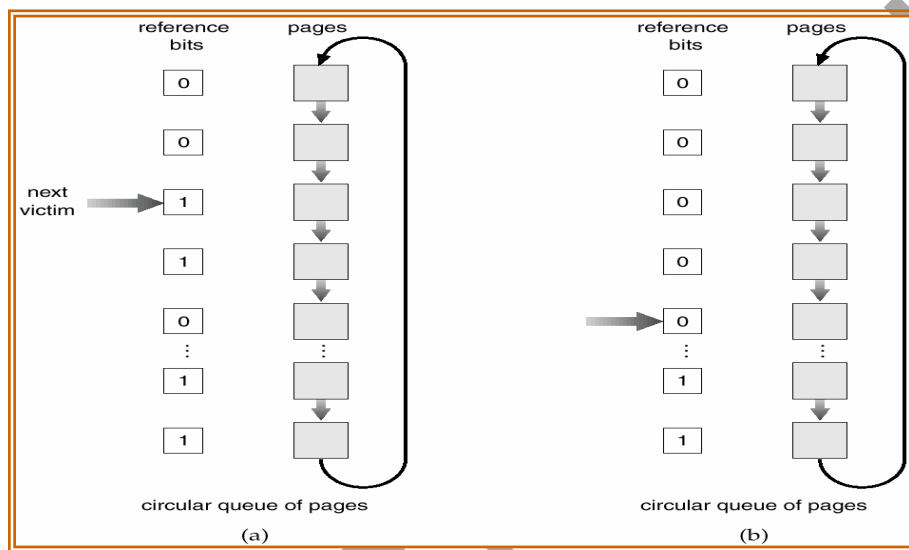 reference bits
pages
0
0
next victim
1
1
0
1
1
circular queue of pages
(a)
reference bits
pages
0
0
0
0
0
1
1
circular queue of pages
(b)